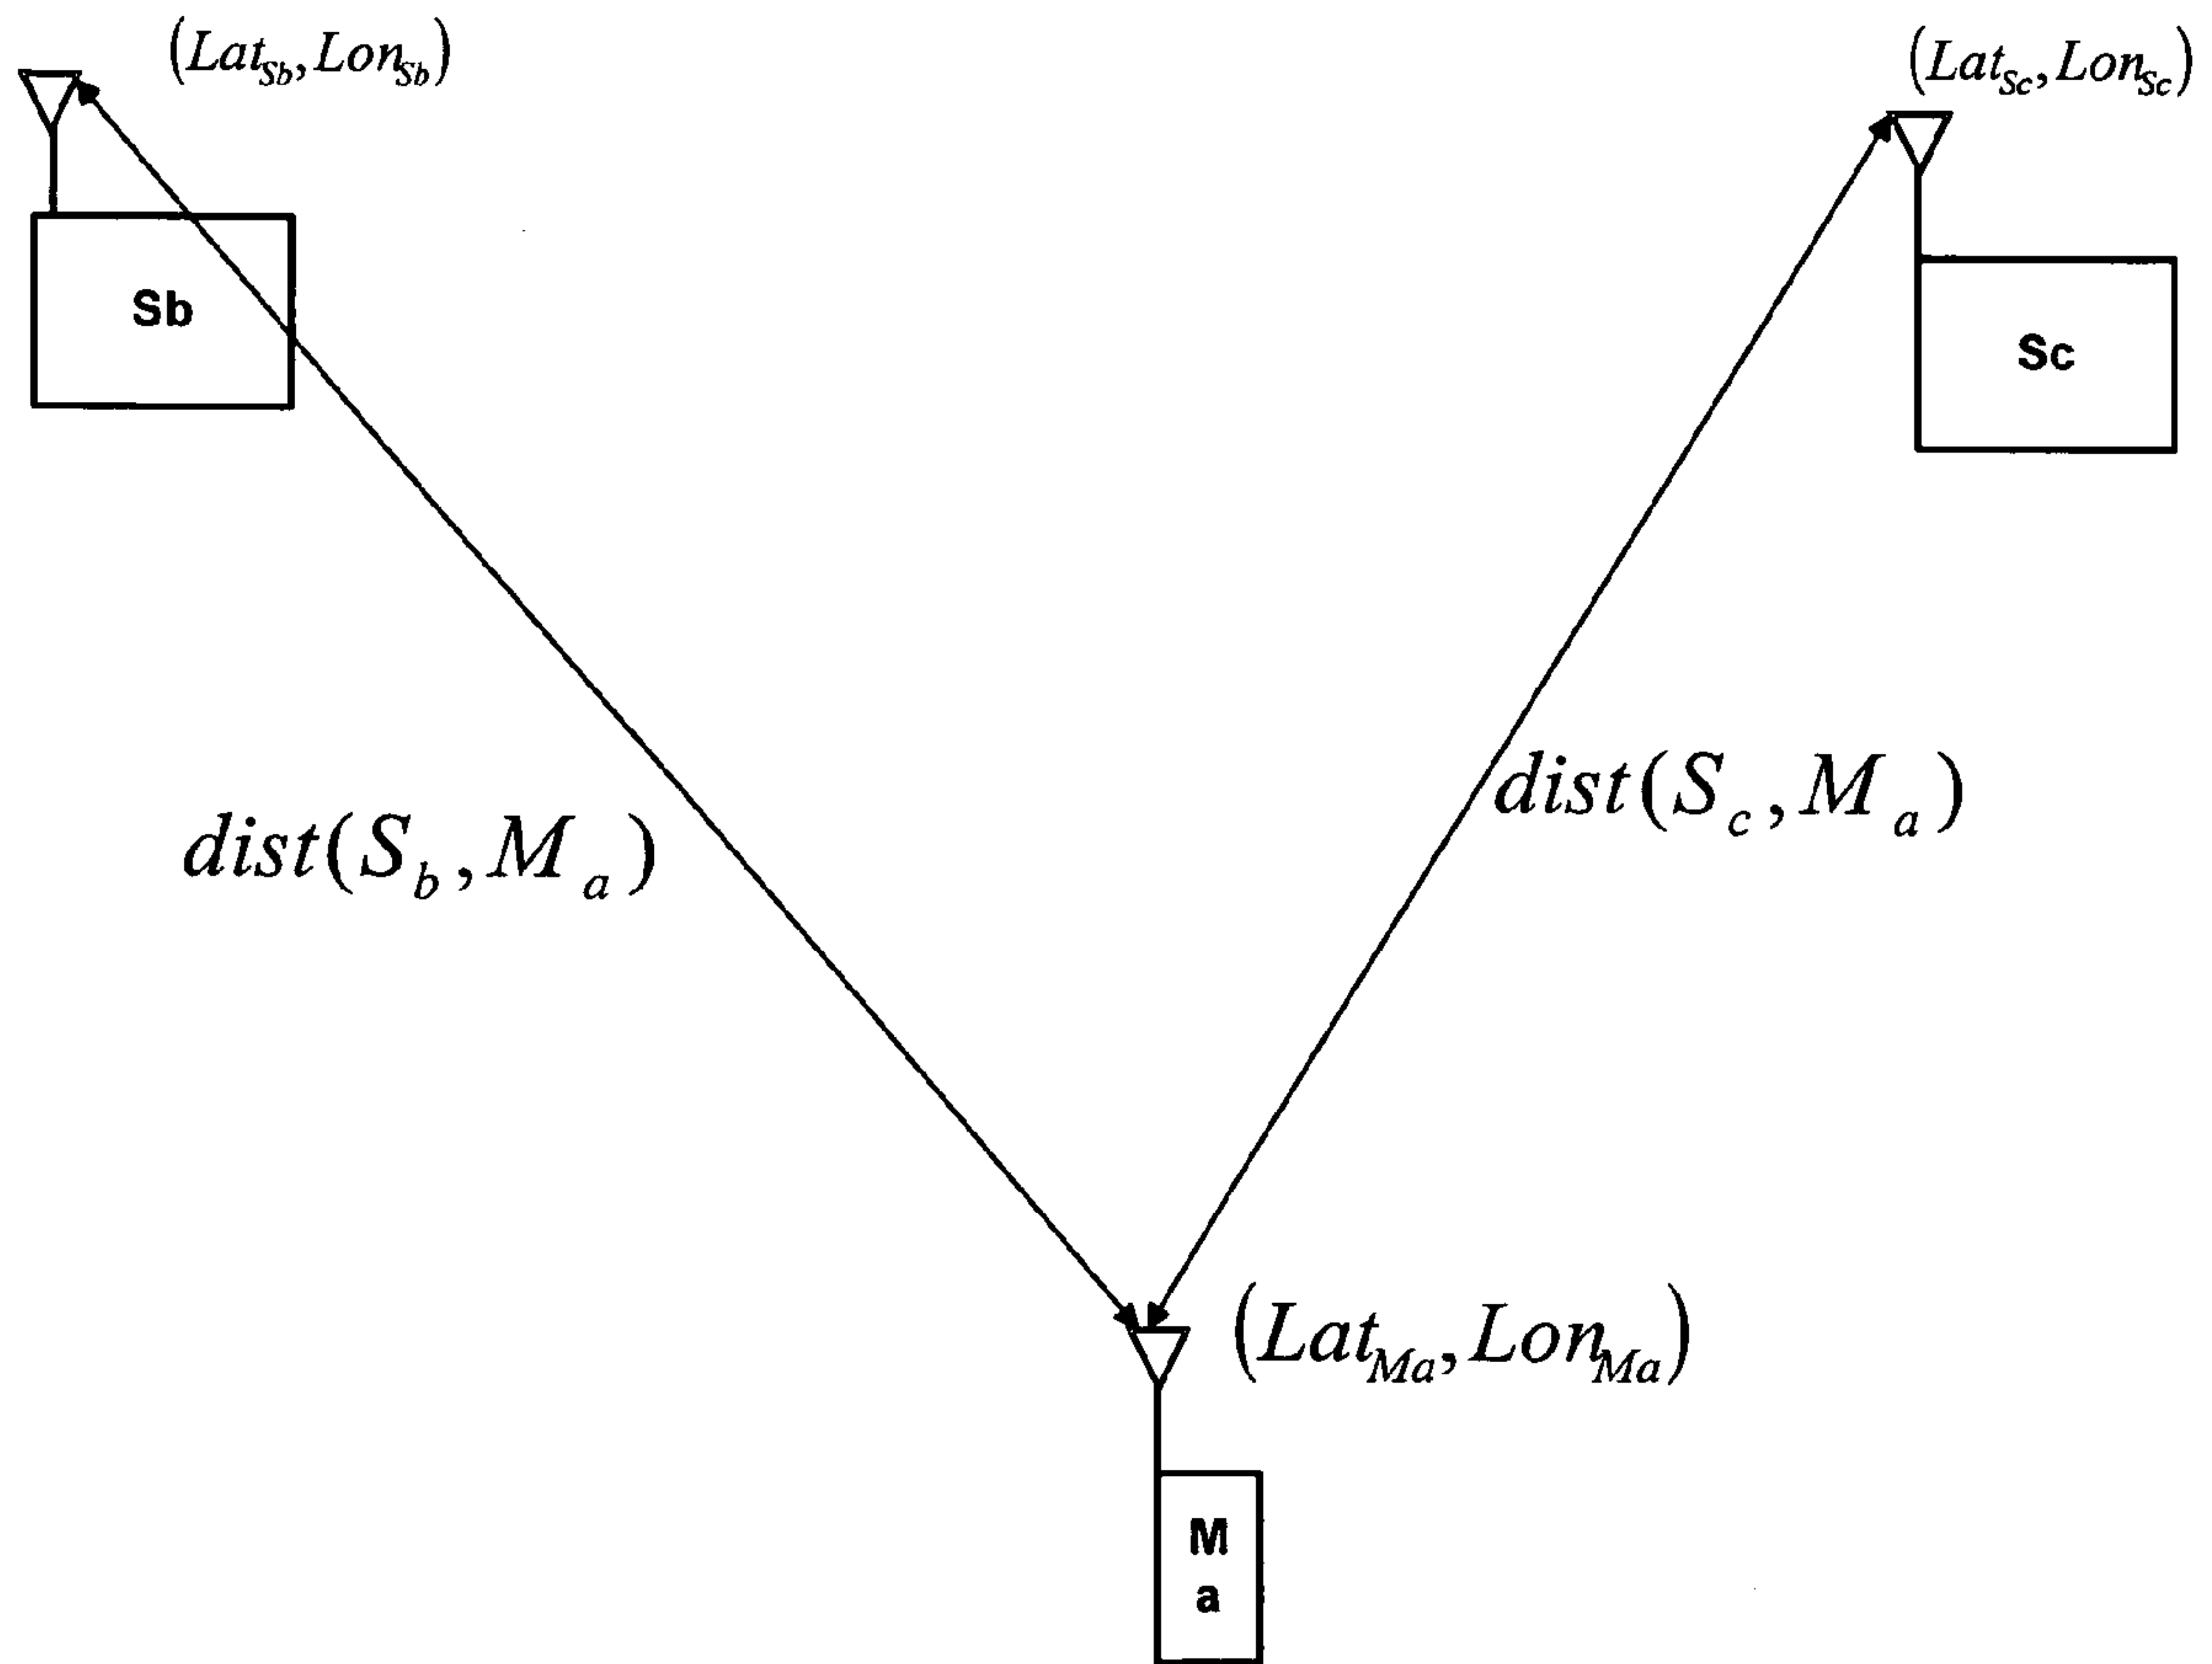 (Lat_Sb, Lon_Sb)
(Lat_Sc, Lon_Sc)
Sb
Sc
dist(S_b, M_a)
dist(S_c, M_a)
(Lat_Ma, Lon_Ma)
M
a